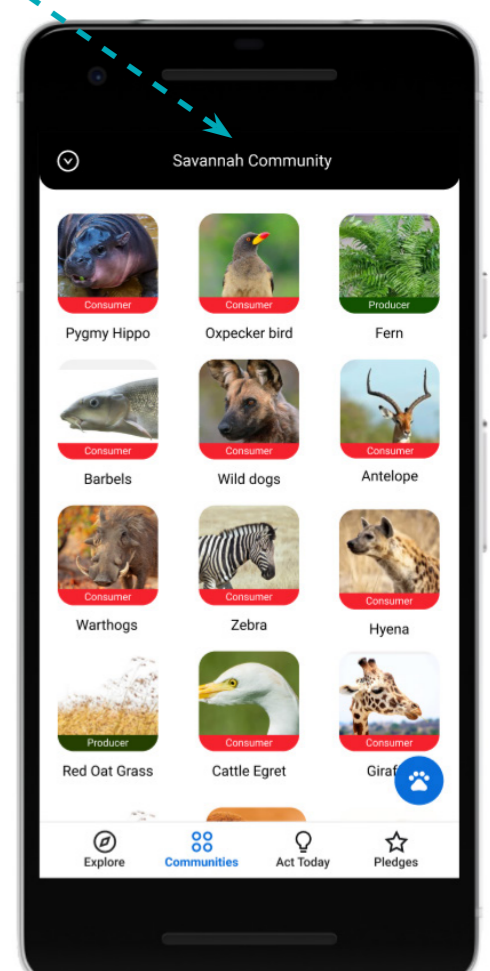 Savannah Community
Consumer
Consumer
Producer
Pygmy Hippo
Oxpecker bird
Fern
Consumer
Consumer
Consumer
Barbels
Wild dogs
Antelope
Consumer
Consumer
Consumer
Warthogs
Zebra
Hyena
Producer
Consumer
Consumer
Red Oat Grass
Cattle Egret
Explore
Communities
Act Today
Pledges